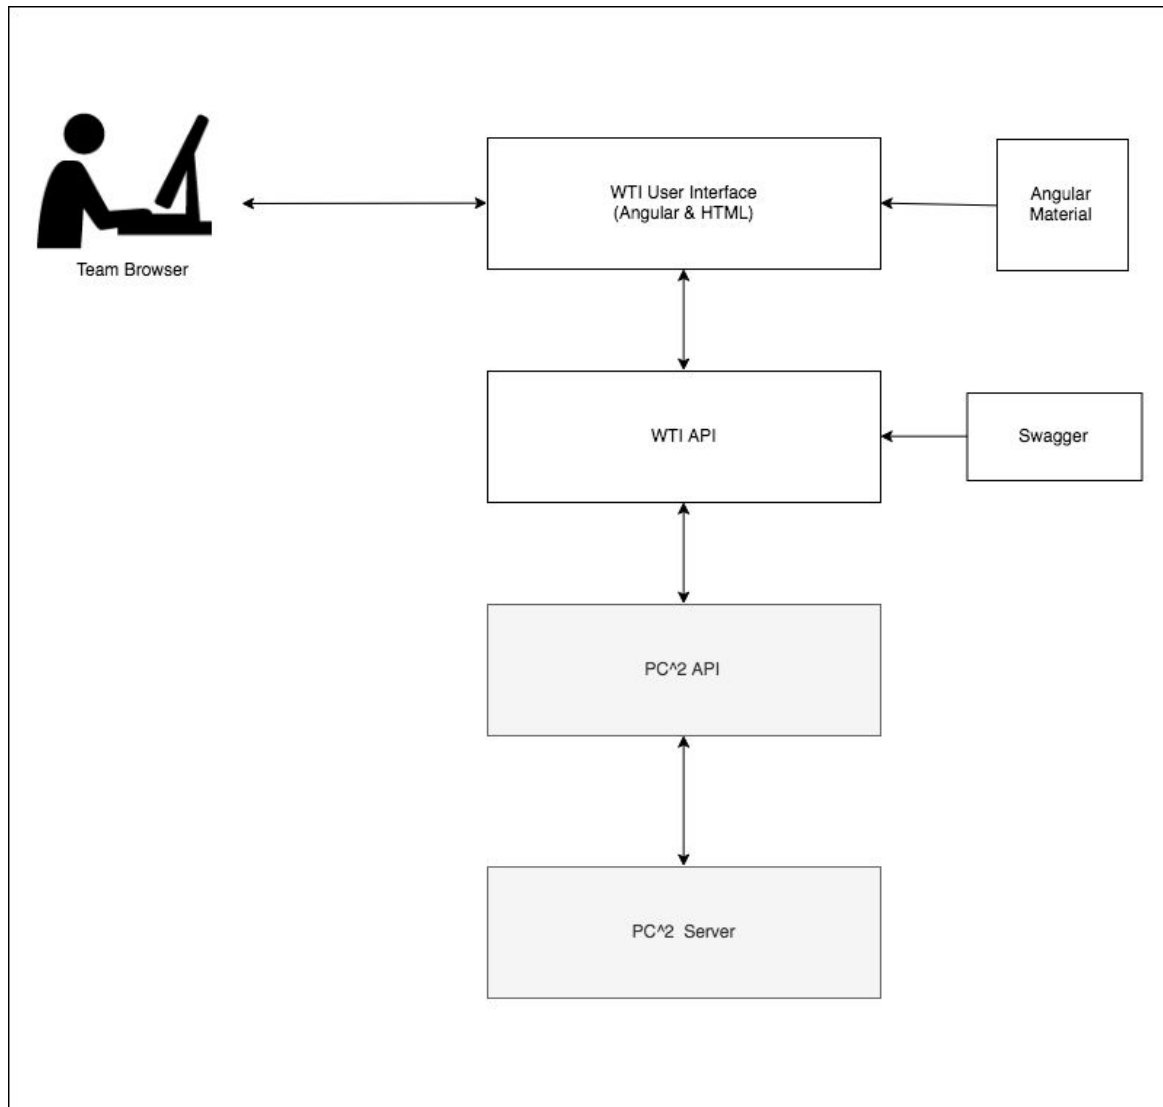 WTI User Interface
(Angular & HTML)
Angular
Material
Team Browser
WTI API
Swagger
PC^2 API
PC^2 Server